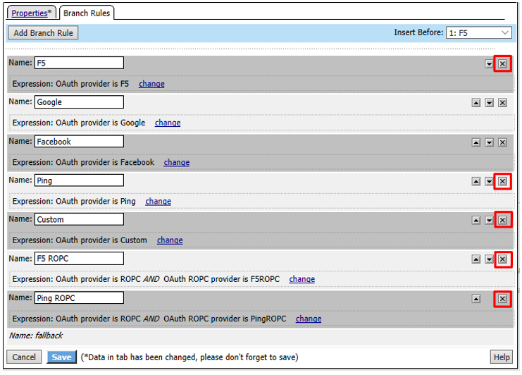 Properties* Branch Rules
Add Branch Rule Insert Before: 1: F5
Name: F5
Expression: OAuth provider is F5 change
Name: Google
Expression: OAuth provider is Google change
Name: Facebook
Expression: OAuth provider is Facebook change
Name: Ping
Expression: OAuth provider is Ping change
Name: Custom
Expression: OAuth provider is Custom change
Name: F5 ROPC
Expression: OAuth provider is ROPC AND OAuth ROPC provider is F5ROPC change
Name: Ping ROPC
Expression: OAuth provider is ROPC AND OAuth ROPC provider is PingROPC change
Name: fallback
Cancel Save (*Data in tab has been changed, please don't forget to save) Help